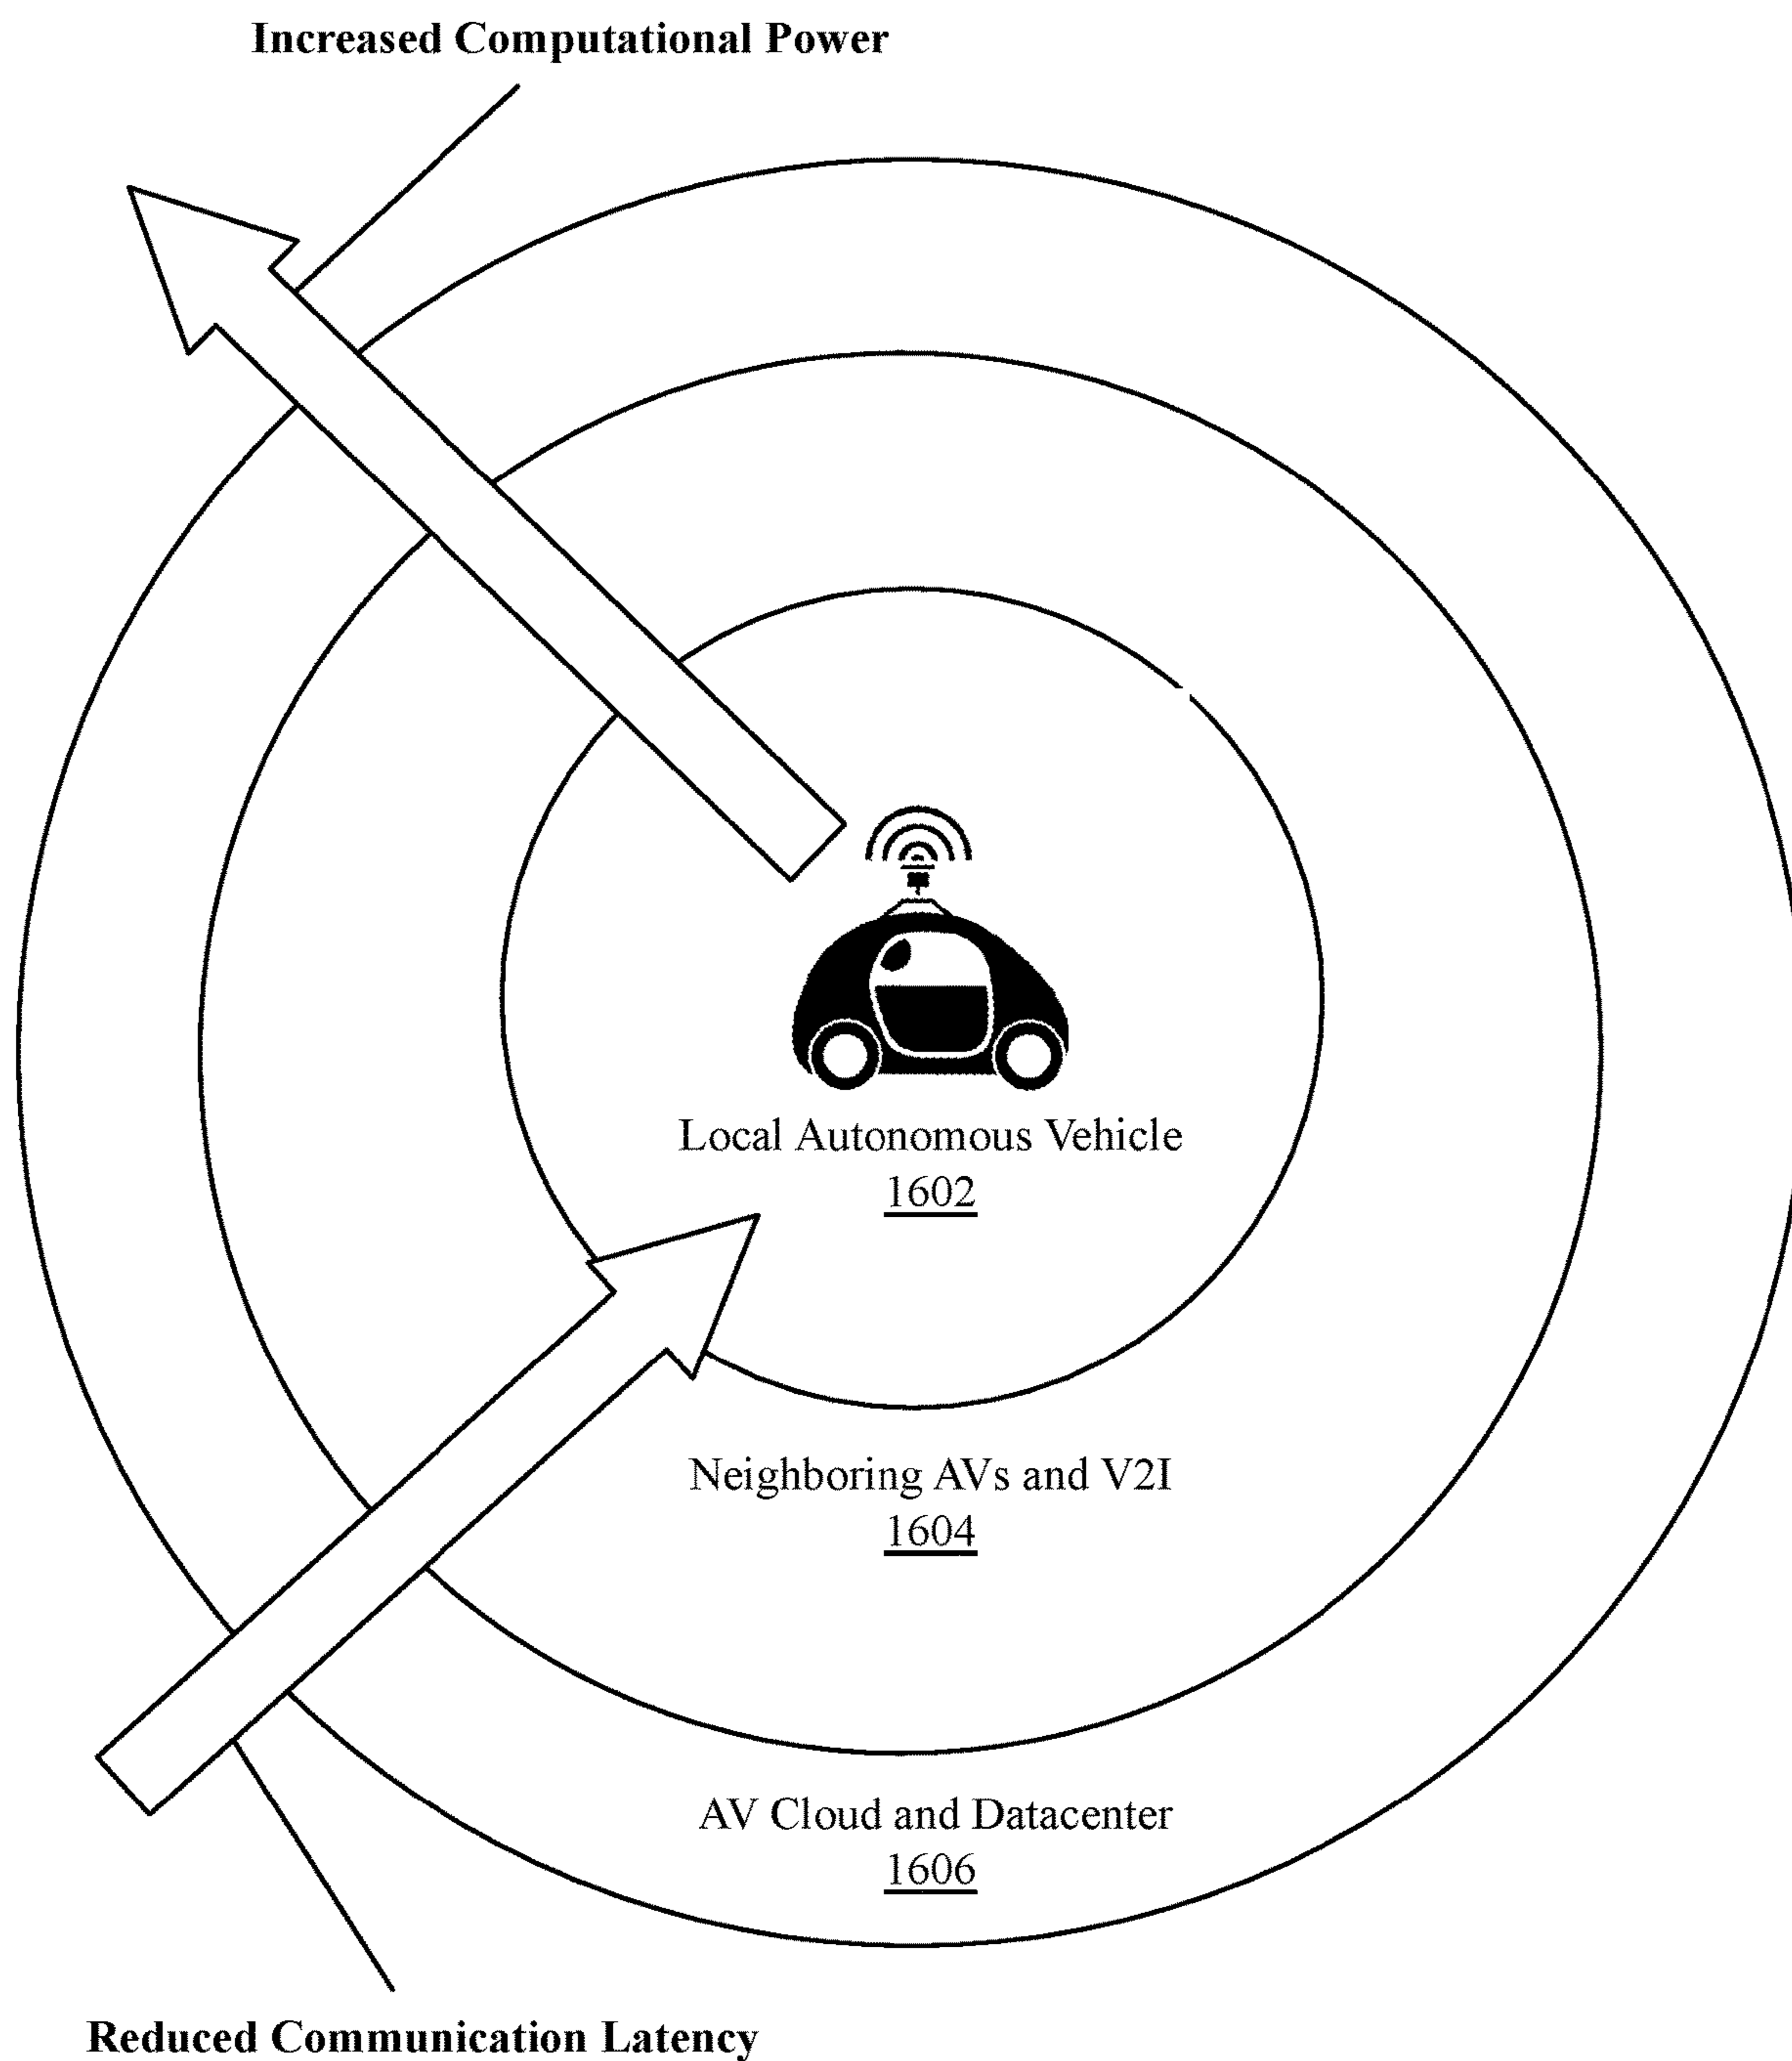 Increased Computational Power
Local Autonomous Vehicle
1602
Neighboring AVs and V2I
1604
AV Cloud and Datacenter
1606
Reduced Communication Latency